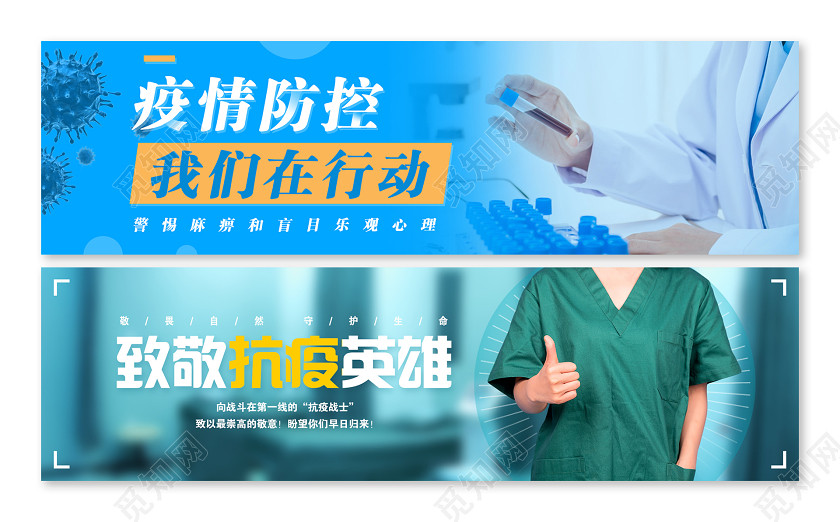 疫情防控
我们在行动
警惕麻痹和盲目乐观心理
敬/畏/自/然 守/护/生/命
致敬抗疫英雄
向战斗在第一线的“抗疫战士”
致以最崇高的敬意！盼望你们早日归来！
觅知网